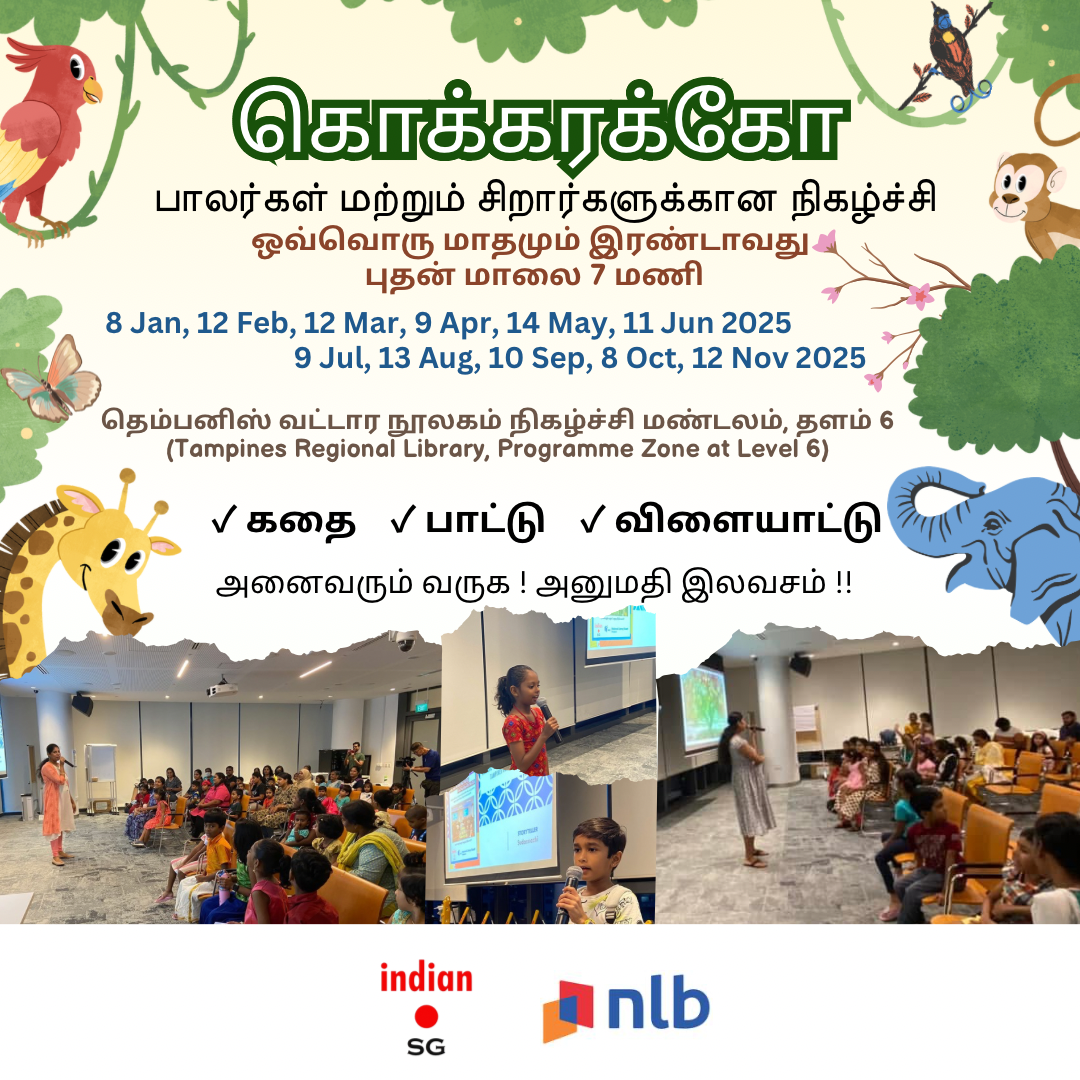 கொக்கரக்கோ
பாலர்கள் மற்றும் சிறார்களுக்கான நிகழ்ச்சி
ஒவ்வொரு மாதமும் இரண்டாவது
புதன் மாலை 7 மணி
8 Jan, 12 Feb, 12 Mar, 9 Apr, 14 May, 11 Jun 2025
9 Jul, 13 Aug, 10 Sep, 8 Oct, 12 Nov 2025
தெம்பனிஸ் வட்டார நூலகம் நிகழ்ச்சி மண்டலம், தளம் 6
(Tampines Regional Library, Programme Zone at Level 6)
✓ கதை ✓ பாட்டு ✓ விளையாட்டு
அனைவரும் வருக ! அனுமதி இலவசம் !!
indian
SG
nlb